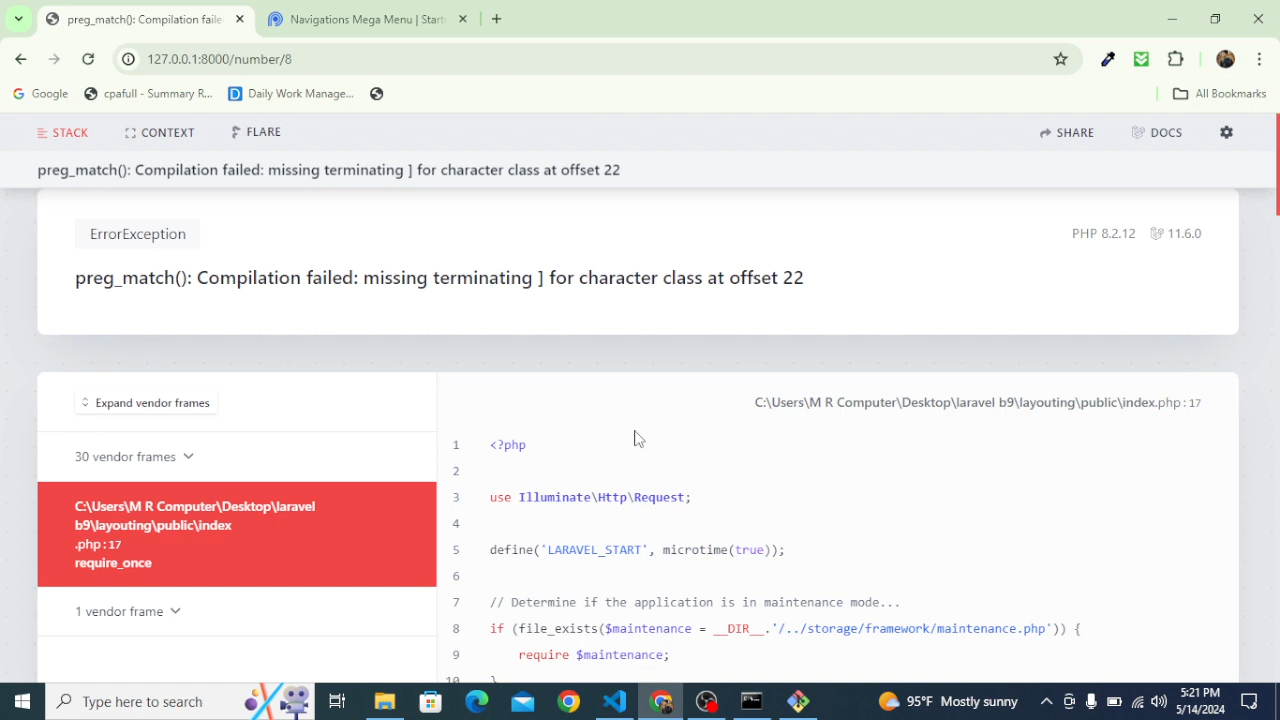 preg_match(): Compilation faile
Navigations Mega Menu | Start
127.0.0.1:8000/number/8
Google
cpafull - Summary R...
Daily Work Manage...
All Bookmarks
STACK
CONTEXT
FLARE
SHARE
DOCS
preg_match(): Compilation failed: missing terminating ] for character class at offset 22
ErrorException
PHP 8.2.12
11.6.0
preg_match(): Compilation failed: missing terminating ] for character class at offset 22
Expand vendor frames
30 vendor frames
C:\Users\M R Computer\Desktop\laravel
b9\layouting\public\index
.php:17
require_once
1 vendor frame
C:\Users\M R Computer\Desktop\laravel b9\layouting\public\index.php:17
1 <?php
2
3 use Illuminate\Http\Request;
4
5 define('LARAVEL_START', microtime(true));
6
7 // Determine if the application is in maintenance mode...
8 if (file_exists($maintenance = __DIR__.'/../storage/framework/maintenance.php')) {
9 require $maintenance;
10 }
Type here to search
95°F Mostly sunny
5:21 PM
5/14/2024